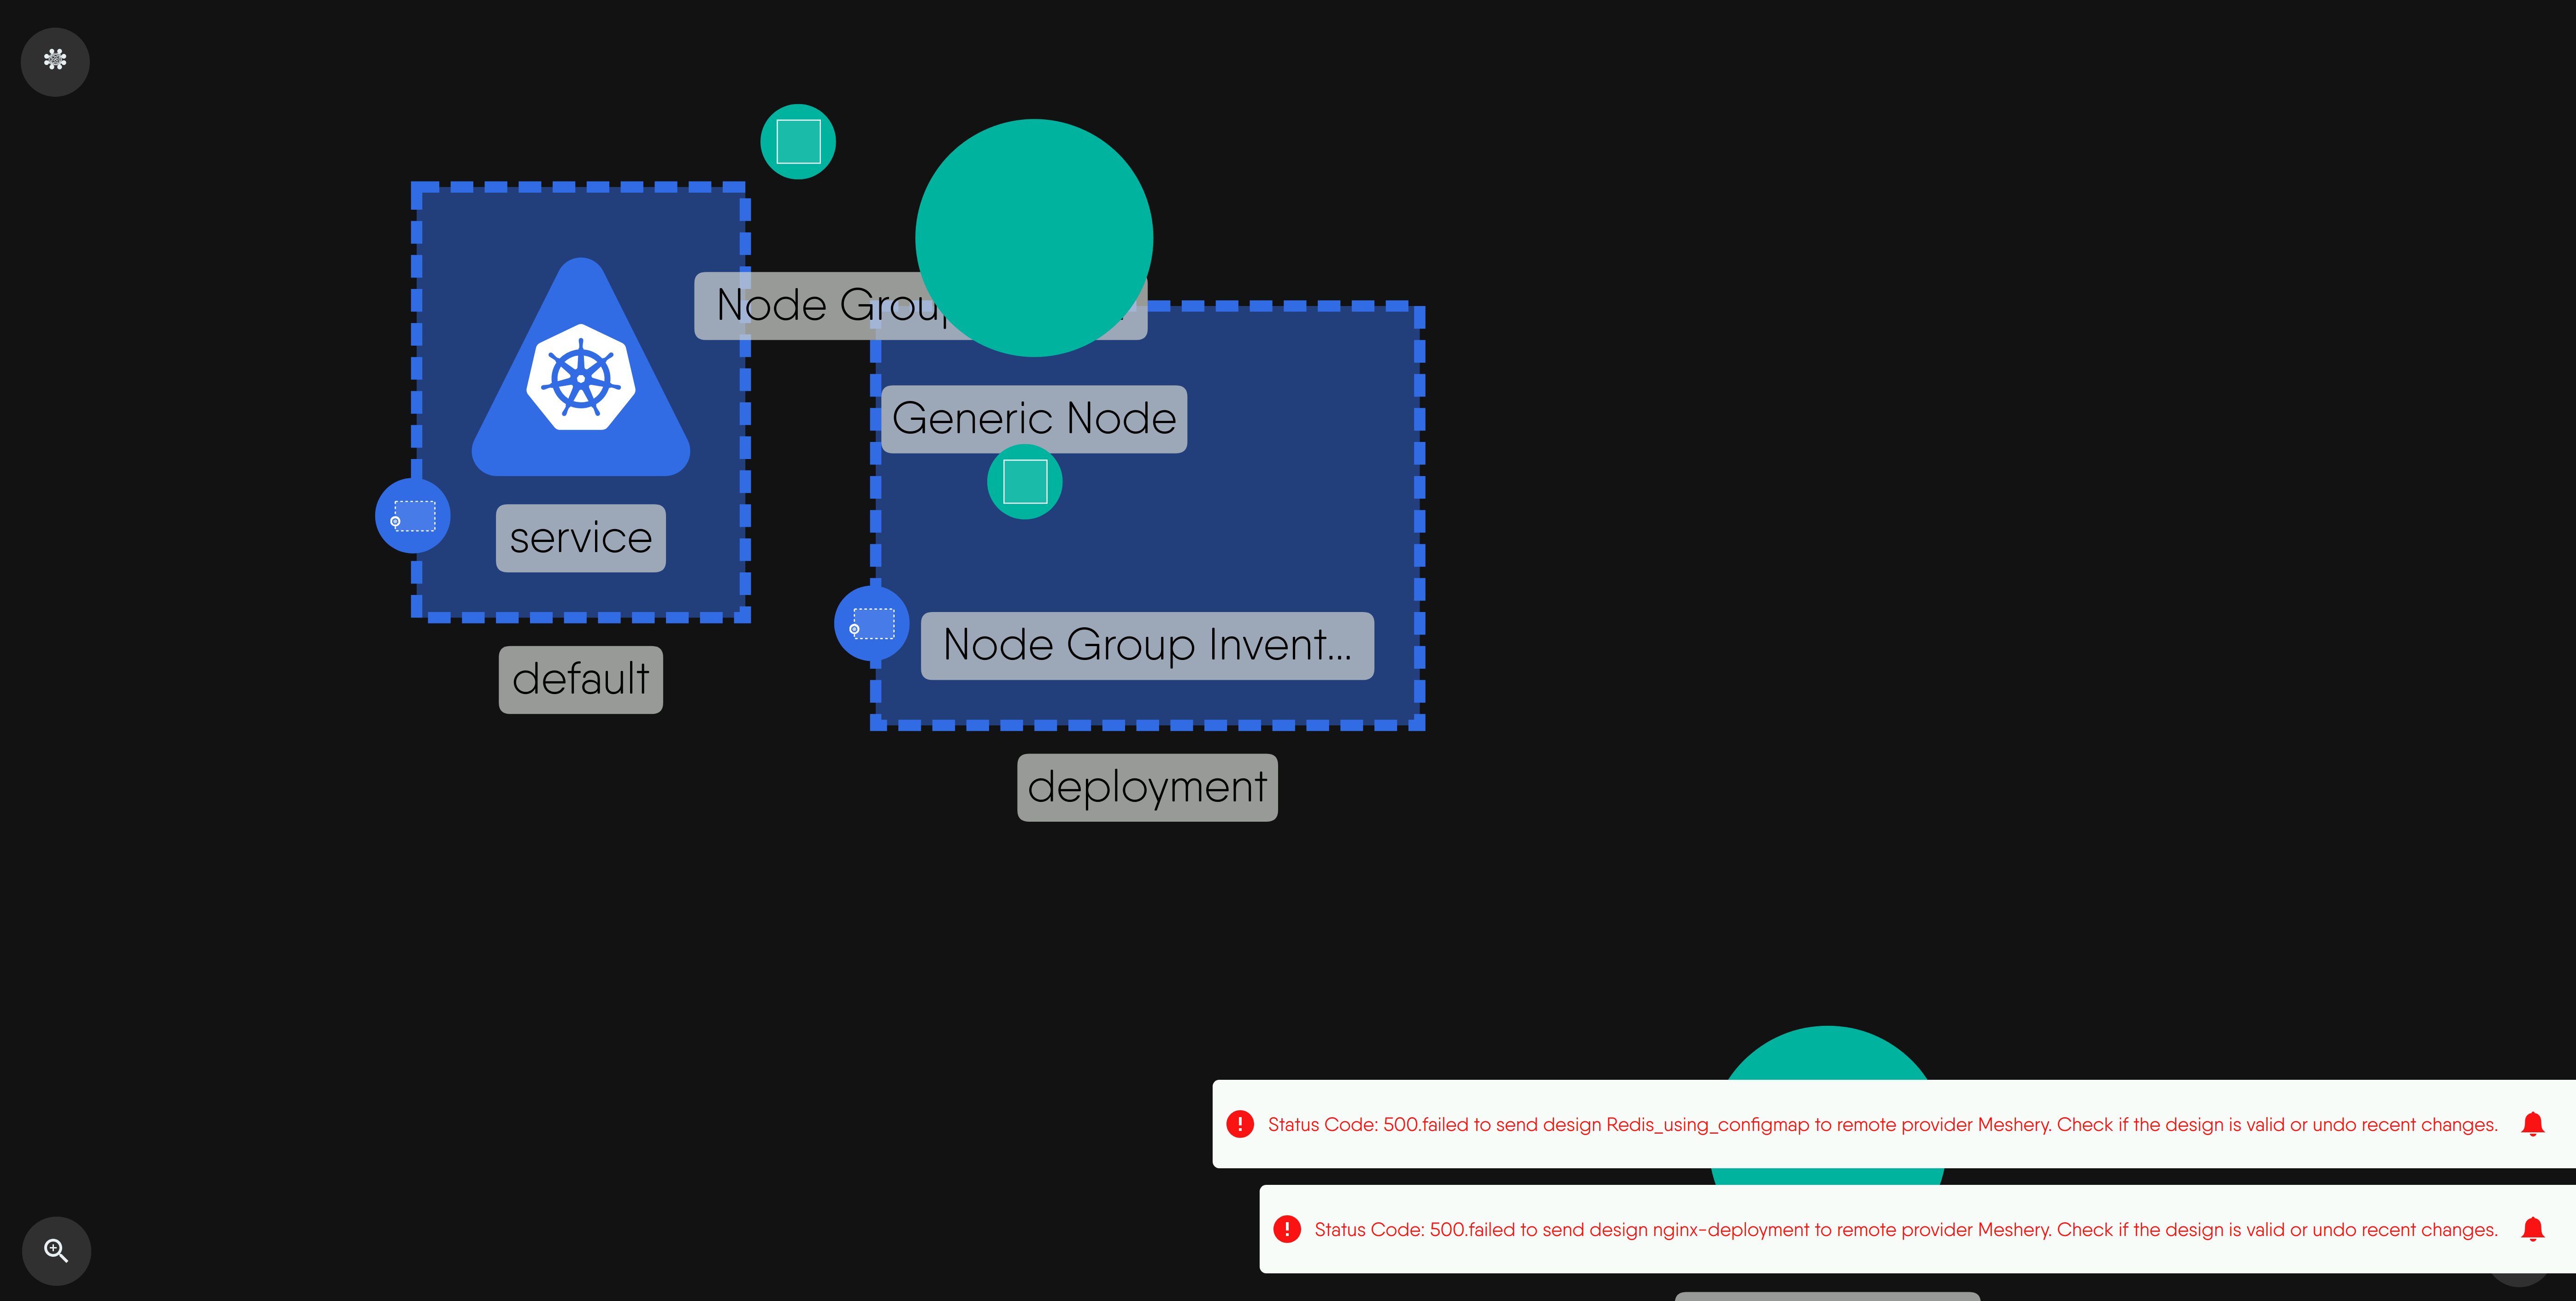 Node Grou
Generic Node
service
Node Group Invent...
default
deployment
Status Code: 500.failed to send design Redis_using_configmap to remote provider Meshery. Check if the design is valid or undo recent changes.
Status Code: 500.failed to send design nginx-deployment to remote provider Meshery. Check if the design is valid or undo recent changes.